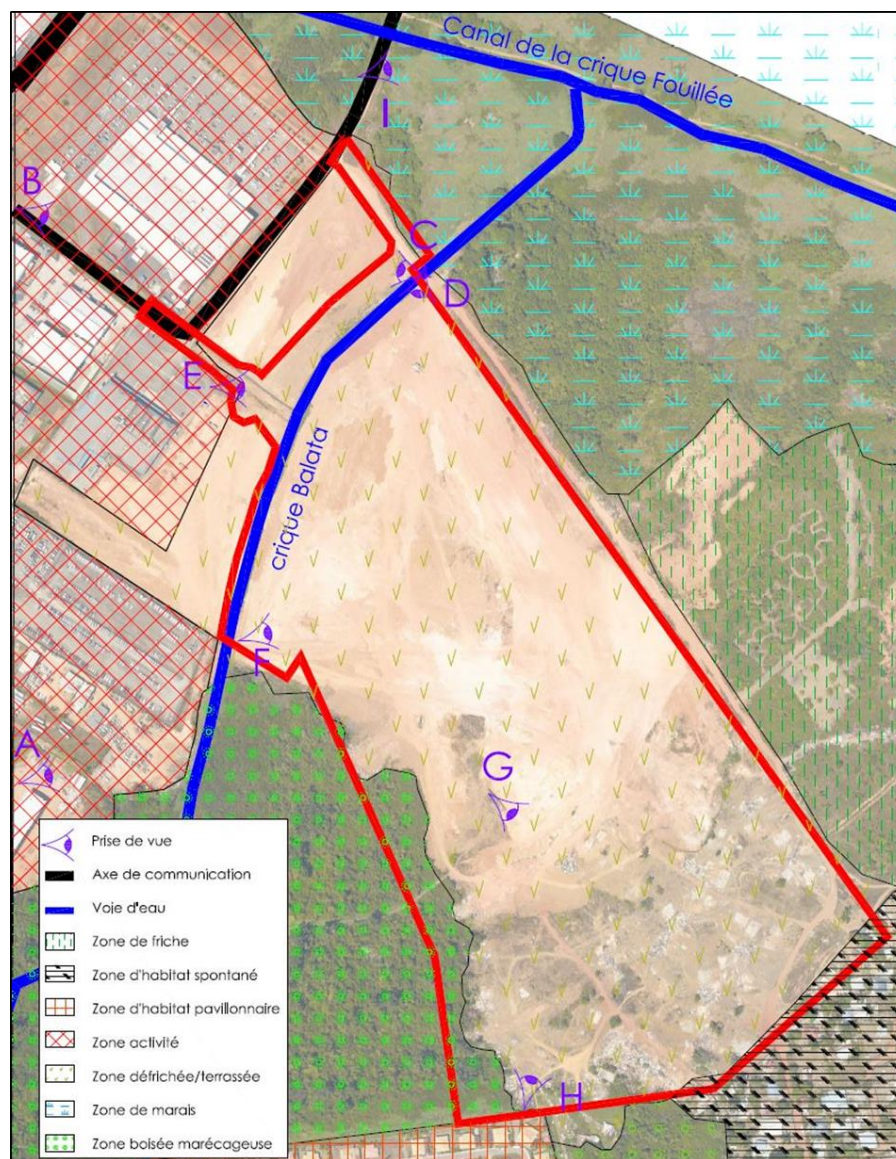 Canal de la crique Fouillée
I
B
C
D
E
crique Balata
F
A
G
H
Prise de vue
Axe de communication
Voie d'eau
Zone de friche
Zone d'habitat spontané
Zone d'habitat pavillonnaire
Zone activité
Zone défrichée/terrassée
Zone de marais
Zone boisée marécageuse